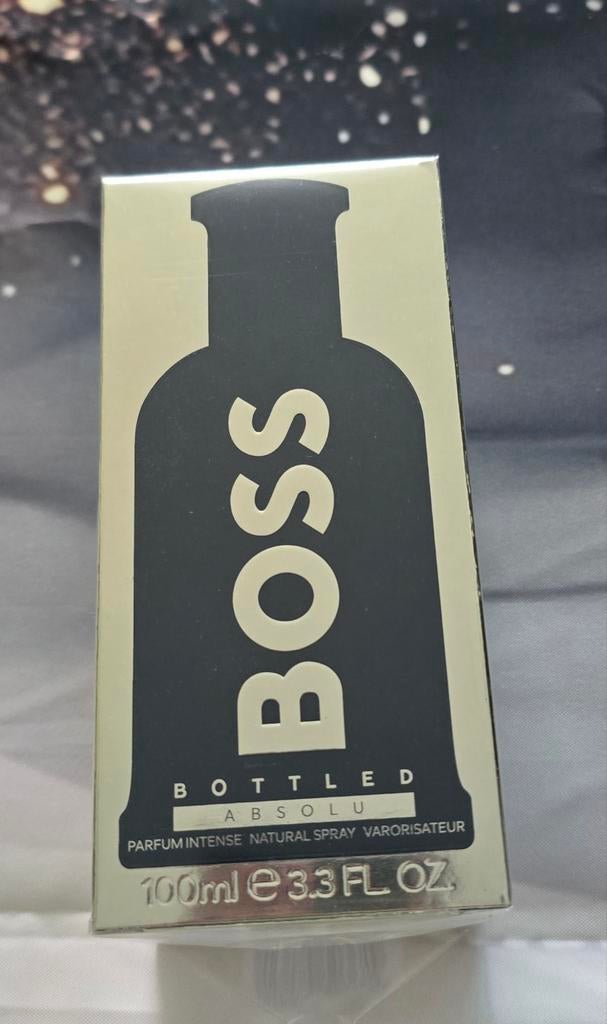 BOSS
BOTTLED
ABSOLU
PARFUM INTENSE NATURAL SPRAY VARORISATEUR
100ml e 3.3 FL. OZ.